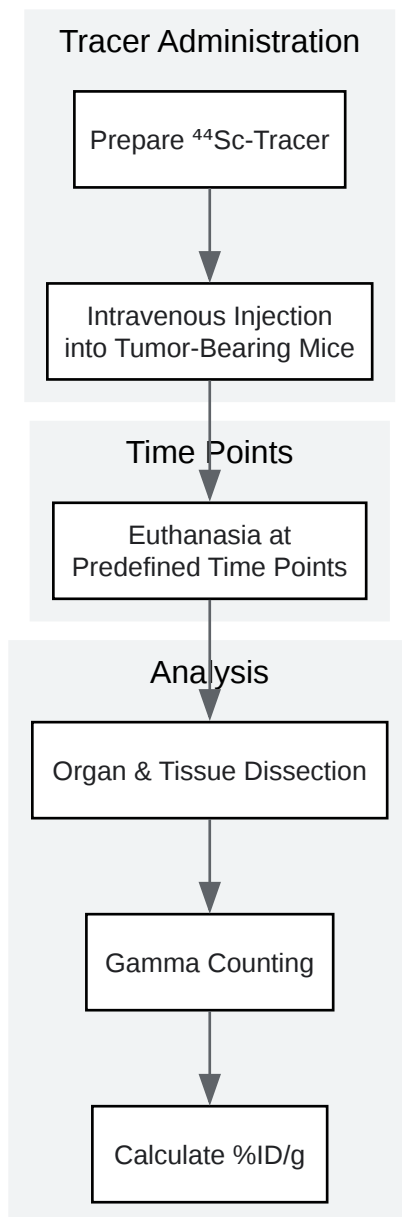 Tracer Administration
Prepare ⁴⁴Sc-Tracer
Intravenous Injection
into Tumor-Bearing Mice
Time Points
Euthanasia at
Predefined Time Points
Analysis
Organ & Tissue Dissection
Gamma Counting
Calculate %ID/g